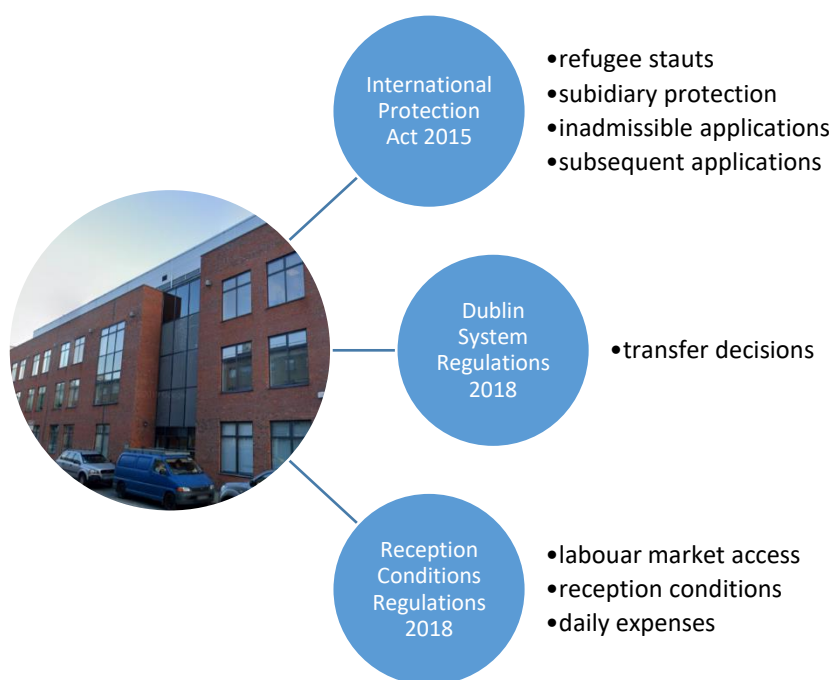 International
Protection
Act 2015
•refugee stauts
•subidiary protection
•inadmissible applications
•subsequent applications
Dublin
System
Regulations
2018
•transfer decisions
Reception
Conditions
Regulations
2018
•labouar market access
•reception conditions
•daily expenses